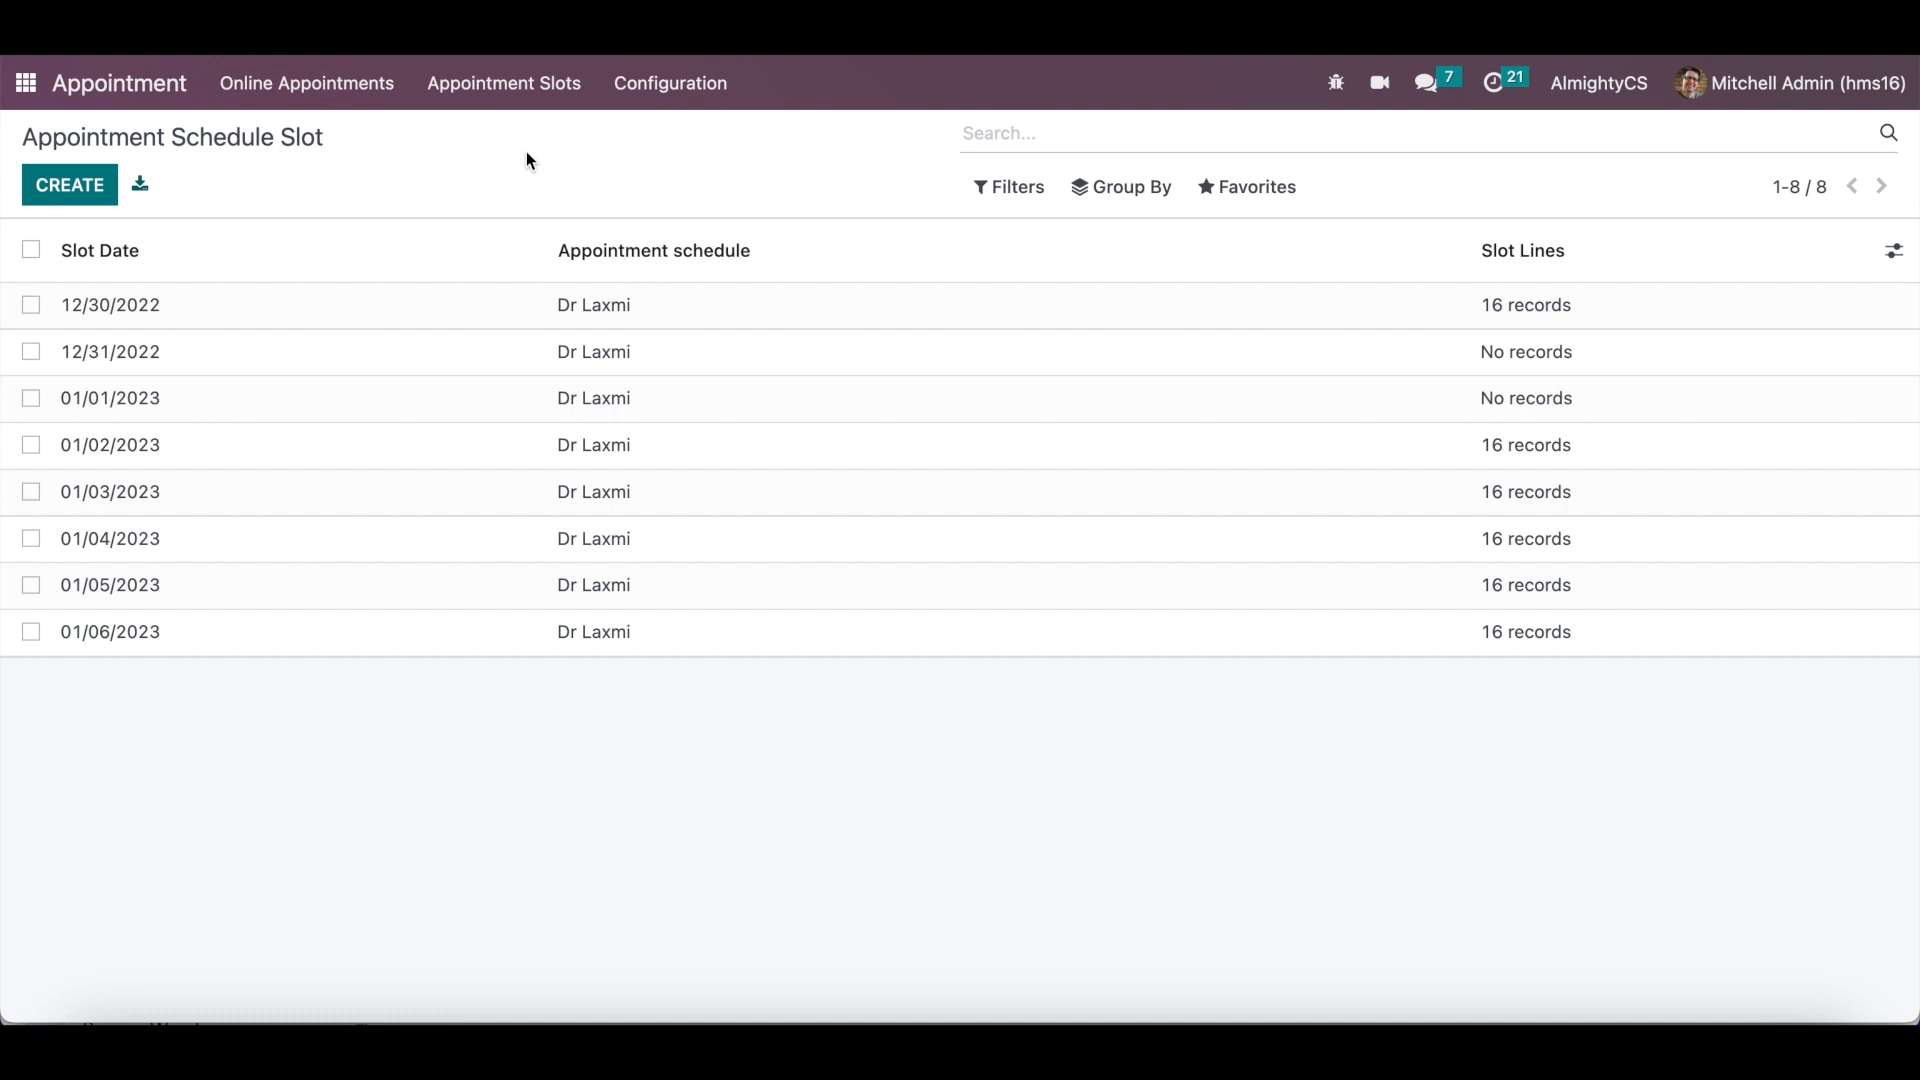 Appointment Online Appointments Appointment Slots Configuration 7 21 AlmightyCS Mitchell Admin (hms16)
Appointment Schedule Slot Search...
CREATE Filters Group By Favorites 1-8 / 8
Slot Date Appointment schedule Slot Lines
12/30/2022 Dr Laxmi 16 records
12/31/2022 Dr Laxmi No records
01/01/2023 Dr Laxmi No records
01/02/2023 Dr Laxmi 16 records
01/03/2023 Dr Laxmi 16 records
01/04/2023 Dr Laxmi 16 records
01/05/2023 Dr Laxmi 16 records
01/06/2023 Dr Laxmi 16 records